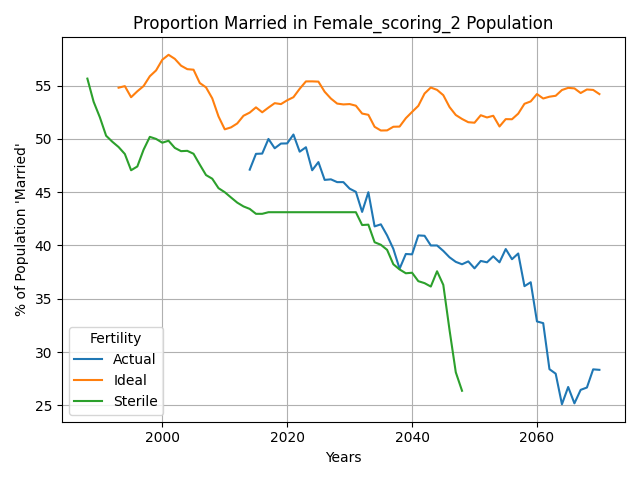 Proportion Married in Female_scoring_2 Population
% of Population 'Married'
55
50
45
40
35
30
25
Fertility
Actual
Ideal
Sterile
2000 2020 2040 2060
Years